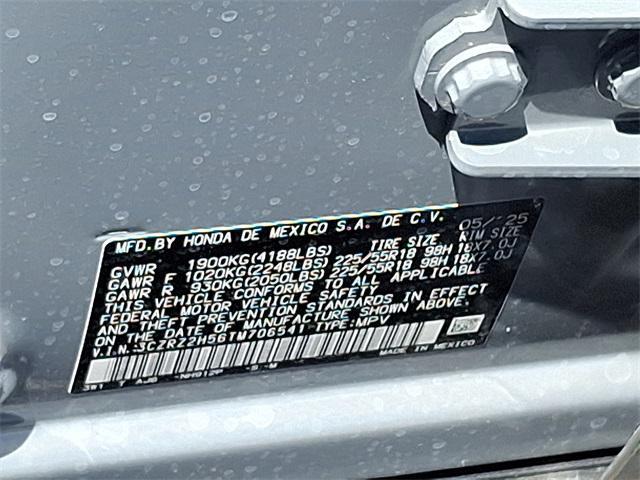 MFD.BY HONDA DE MEXICO S.A. DE C.V. 05/25
GVWR 1900KG(4188LBS) TIRE SIZE RIM SIZE
GAWR F 1020KG(2248LBS) 225/55R18 98H 18X7.0J
GAWR R 930KG(2050LBS) 225/55R18 98H 18X7.0J
THIS VEHICLE CONFORMS TO ALL APPLICABLE
FEDERAL MOTOR VEHICLE SAFETY
AND THEFT PREVENTION STANDARDS IN EFFECT
ON THE DATE OF MANUFACTURE SHOWN ABOVE.
V.I.N.:3CZRZ2H56TM706541 TYPE:MPV
MADE IN MEXICO